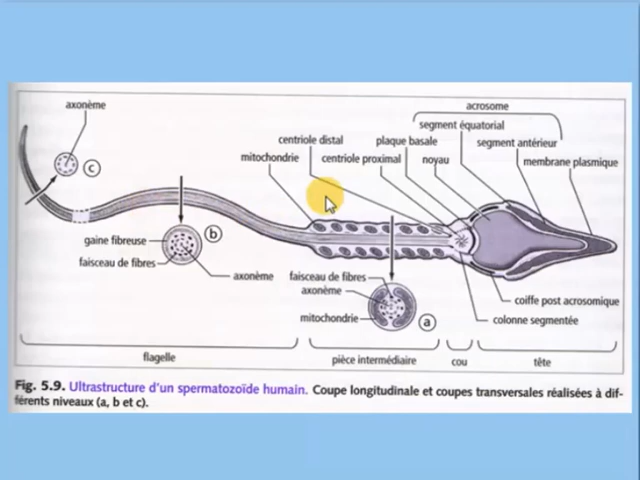 axonème
acrosome
segment équatorial
centriole distal
plaque basale
segment antérieur
mitochondrie
centriole proximal
noyau
membrane plasmique
c
b
gaine fibreuse
faisceau de fibres
axonème
faisceau de fibres
axonème
mitochondrie
a
coiffe post acrosomique
colonne segmentée
flagelle
pièce intermédiaire
cou
tête
Fig. 5.9. Ultrastructure d'un spermatozoïde humain. Coupe longitudinale et coupes transversales réalisées à dif-
férents niveaux (a, b et c).